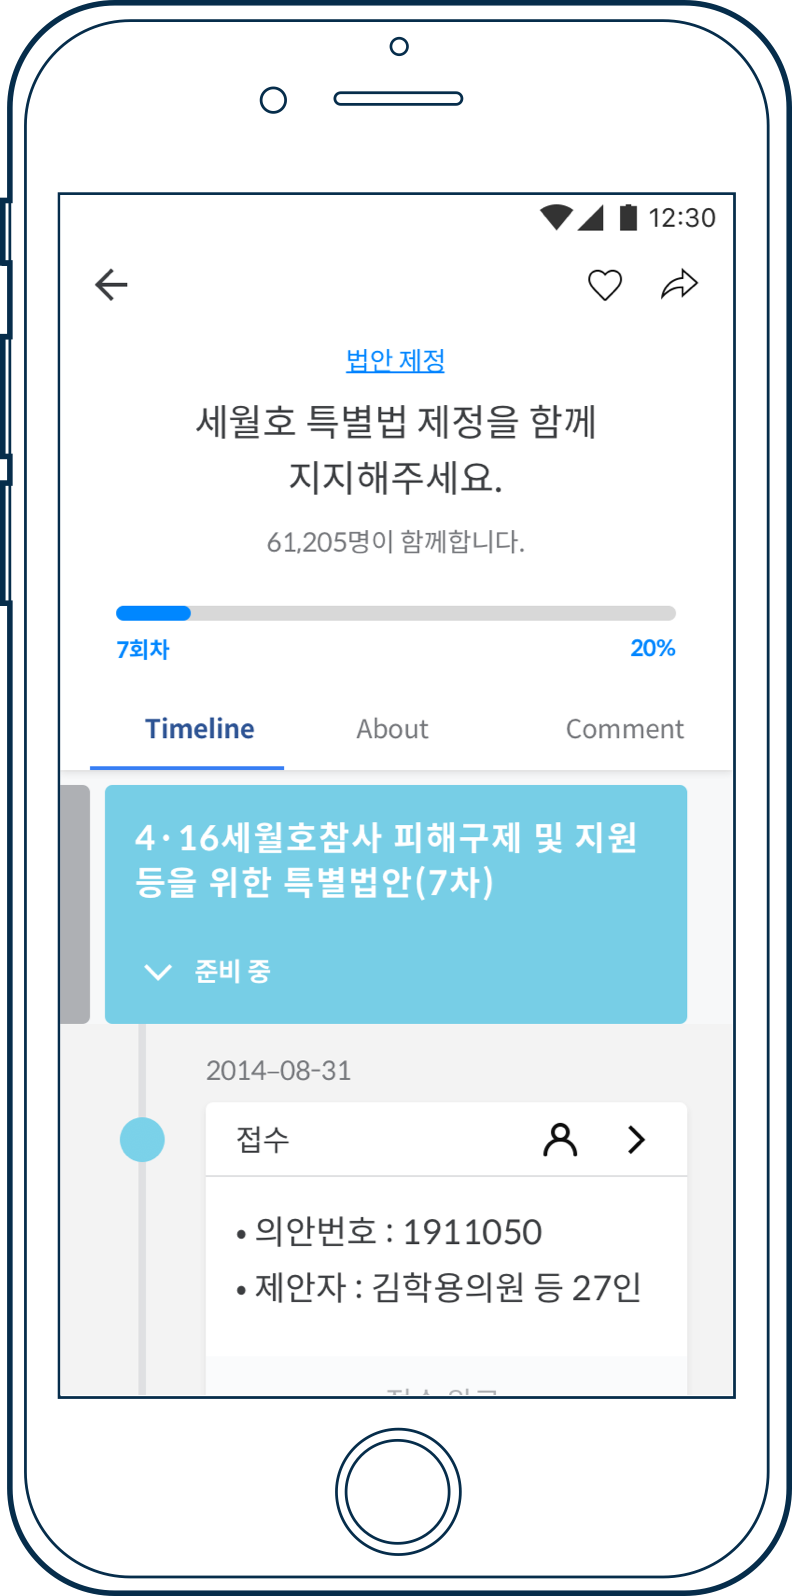 12:30
법안 제정
세월호 특별법 제정을 함께
지지해주세요.
61,205명이 함께합니다.
7회차 20%
Timeline About Comment
4·16세월호참사 피해구제 및 지원
등을 위한 특별법안(7차)
준비 중
2014–08-31
접수
• 의안번호 : 1911050
• 제안자 : 김학용의원 등 27인